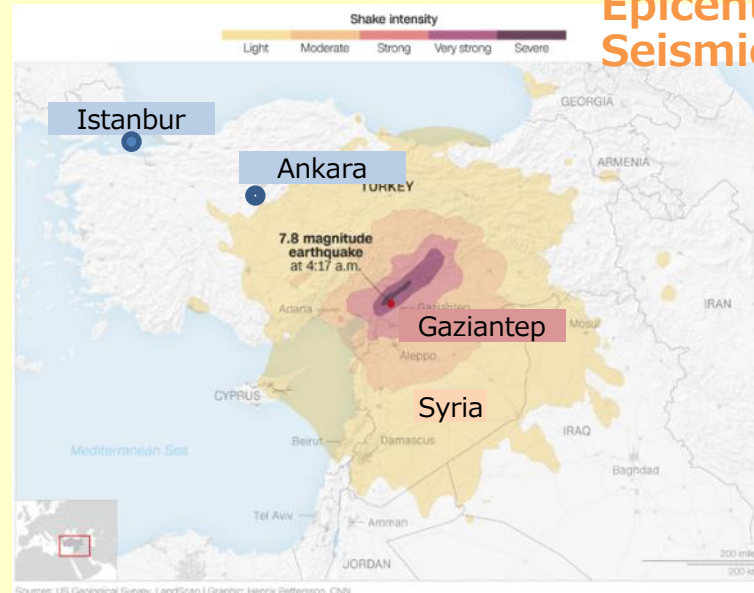 Epicent
Seismic
Shake intensity
Light Moderate Strong Very strong Severe
GEORGIA
Istanbur
ARMENIA
Ankara
TURKEY
7.8 magnitude
earthquake
at 4:17 a.m.
IRAN
Adana
Gaziantep
Gaziantep
Mosul
Aleppo
CYPRUS
Syria
IRAQ
Mediterranean Sea
Beirut
Damascus
Baghdad
Tel Aviv
Amman
JORDAN
200 mile
200 km
Sources: US Geological Survey, LandScan | Graphic: Henrik Pettersson, CNN